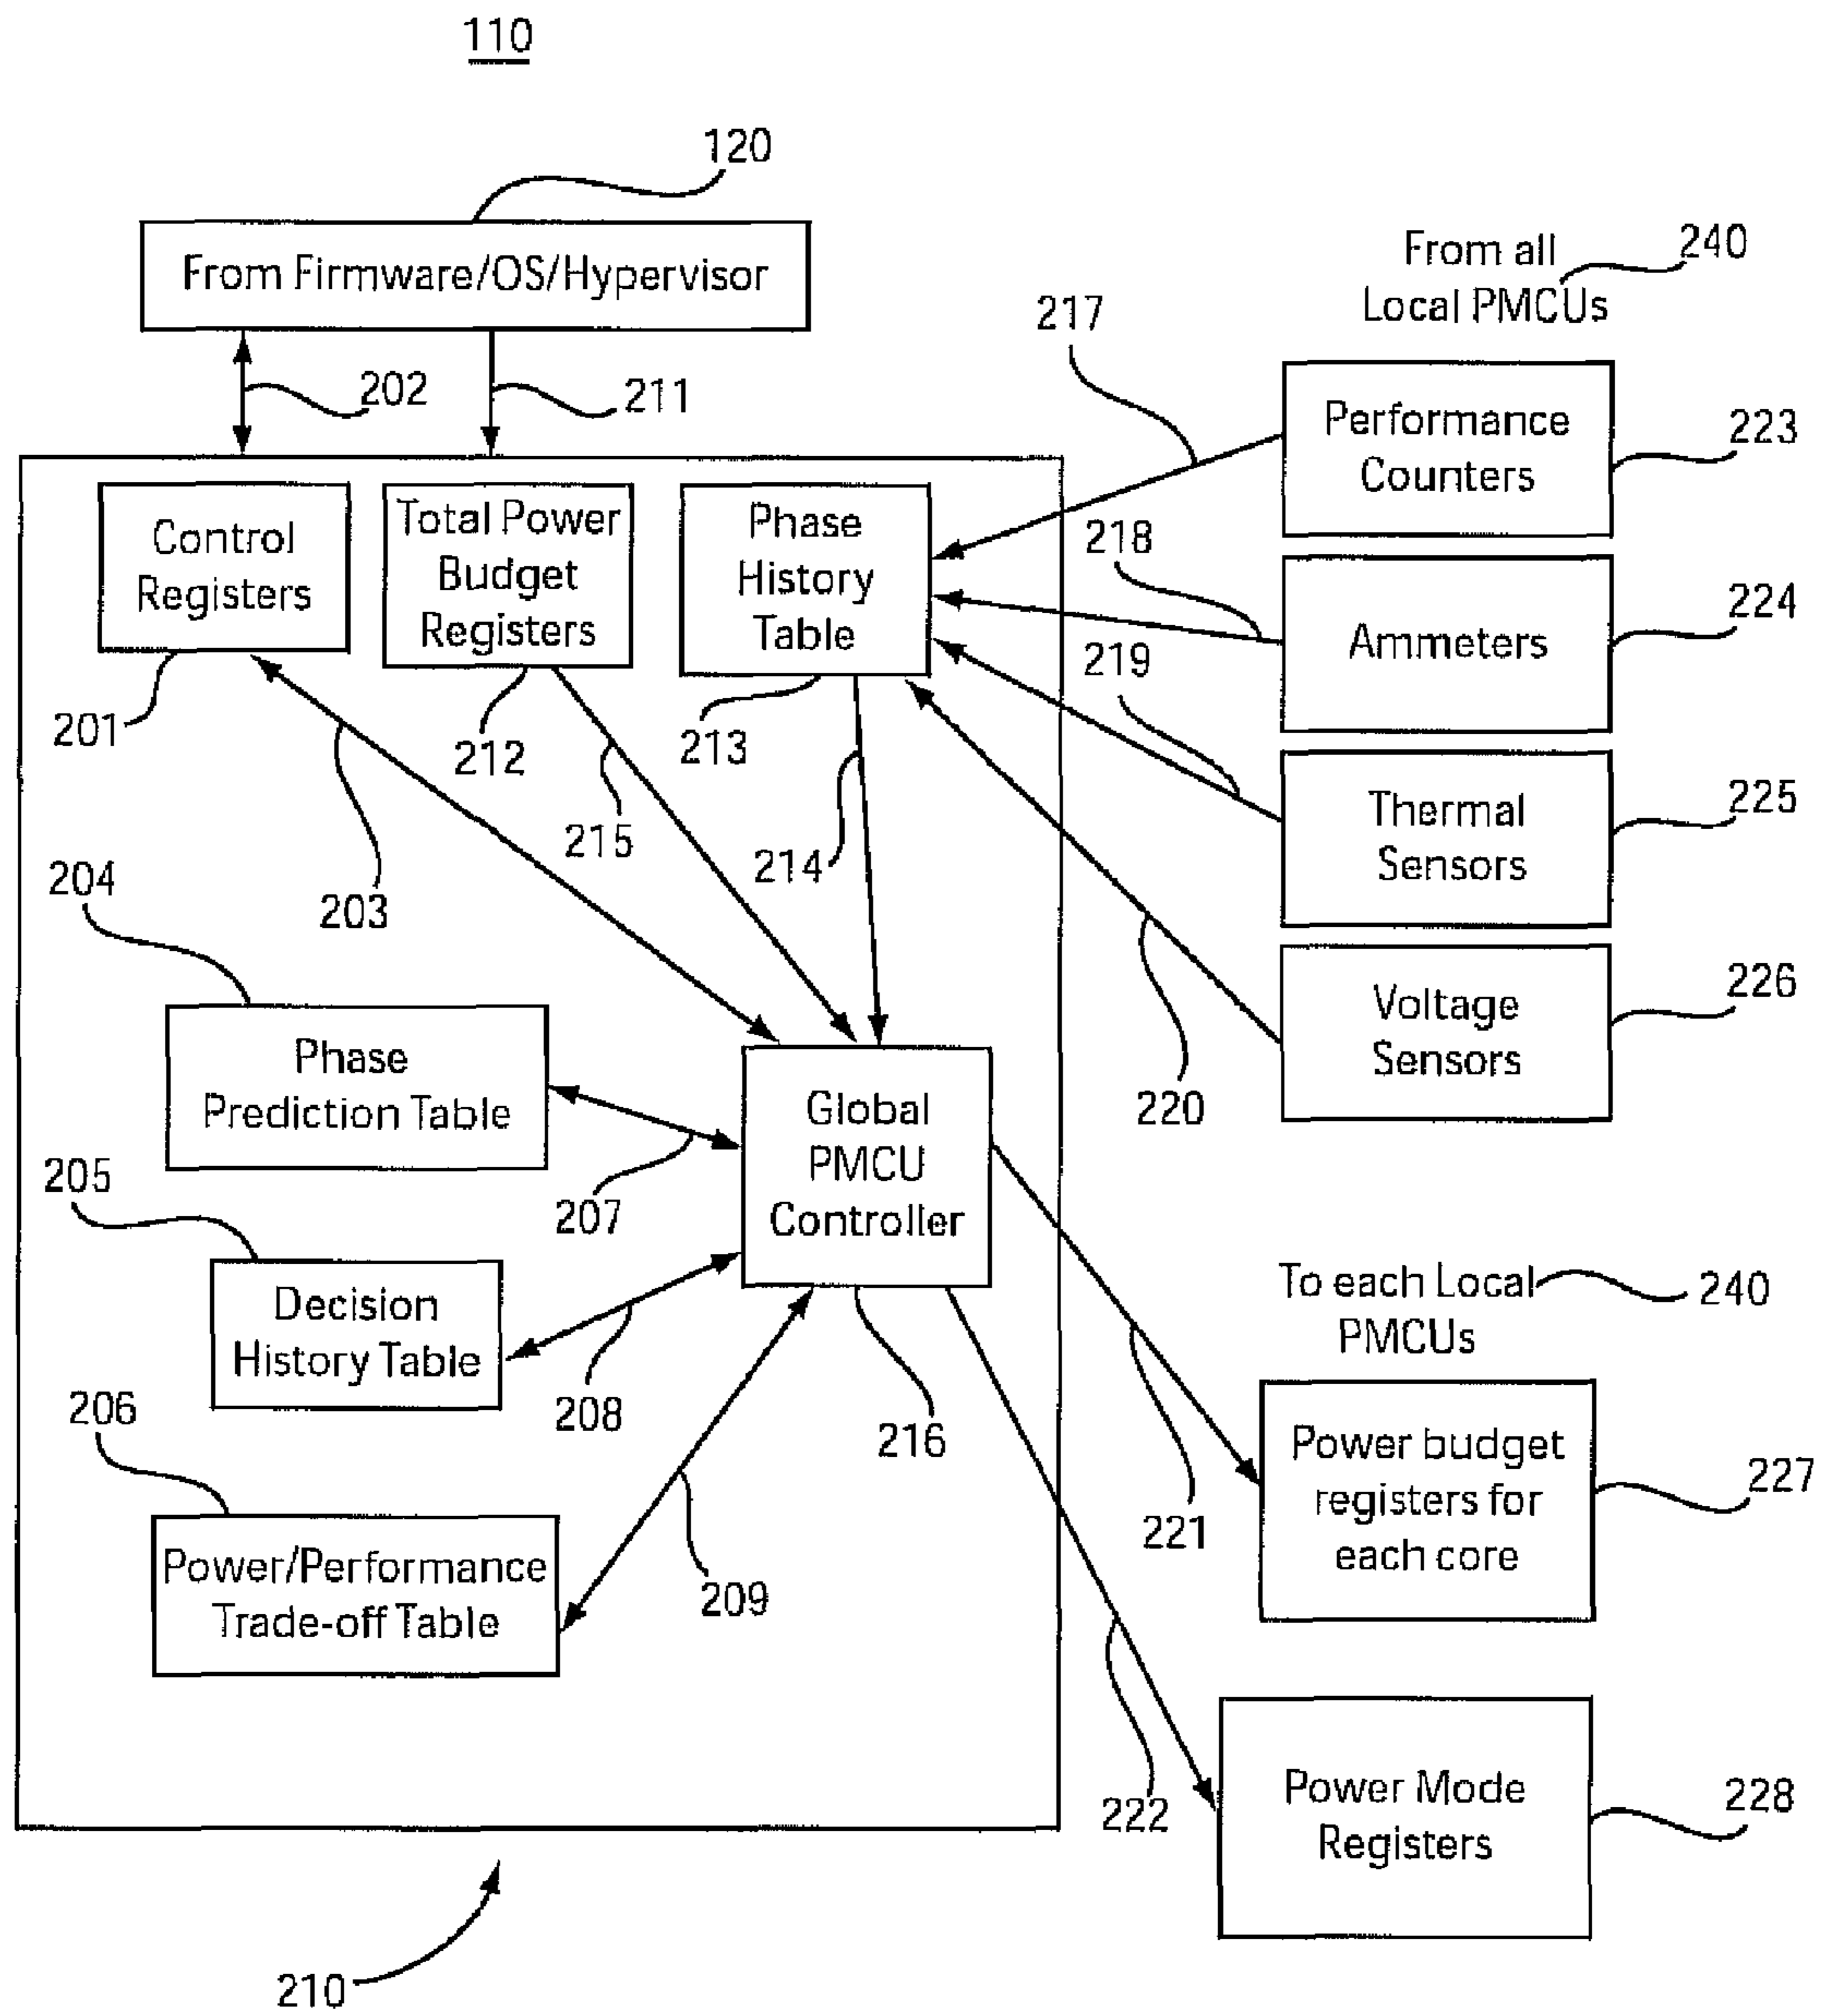 110
120
From Firmware/OS/Hypervisor
202
211
From all
Local PMCUs
240
217
Control
Registers
201
Total Power
Budget
Registers
212
Phase
History
Table
213
Performance
Counters
223
218
Ammeters
224
219
Thermal
Sensors
225
Voltage
Sensors
226
220
203
215
214
204
Phase
Prediction Table
207
Global
PMCU
Controller
216
205
Decision
History Table
208
206
Power/Performance
Trade-off Table
209
To each Local
PMCUs
240
221
Power budget
registers for
each core
227
222
Power Mode
Registers
228
210